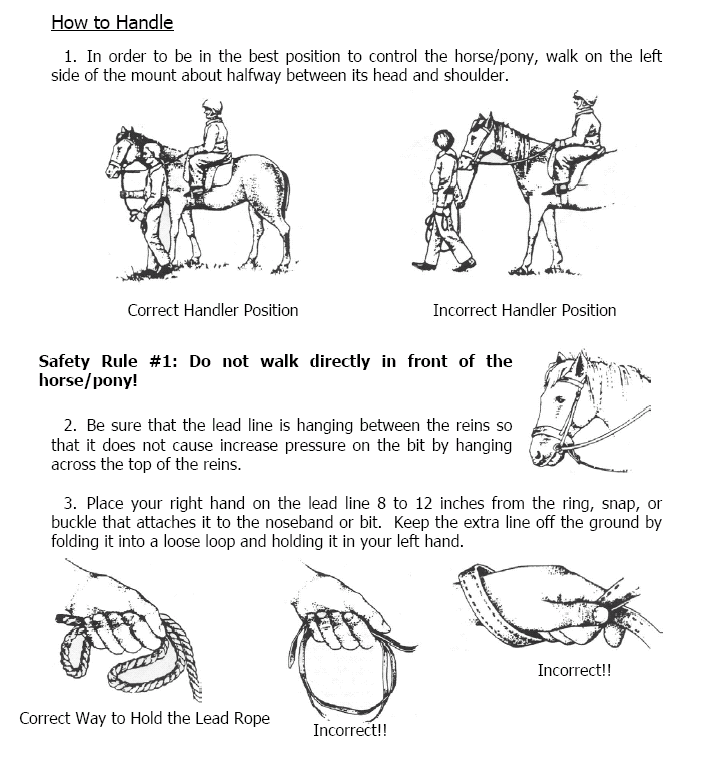 How to Handle
1. In order to be in the best position to control the horse/pony, walk on the left
side of the mount about halfway between its head and shoulder.
Correct Handler Position
Incorrect Handler Position
Safety Rule #1: Do not walk directly in front of the
horse/pony!
2. Be sure that the lead line is hanging between the reins so
that it does not cause increase pressure on the bit by hanging
across the top of the reins.
3. Place your right hand on the lead line 8 to 12 inches from the ring, snap, or
buckle that attaches it to the noseband or bit. Keep the extra line off the ground by
folding it into a loose loop and holding it in your left hand.
Correct Way to Hold the Lead Rope
Incorrect!!
Incorrect!!